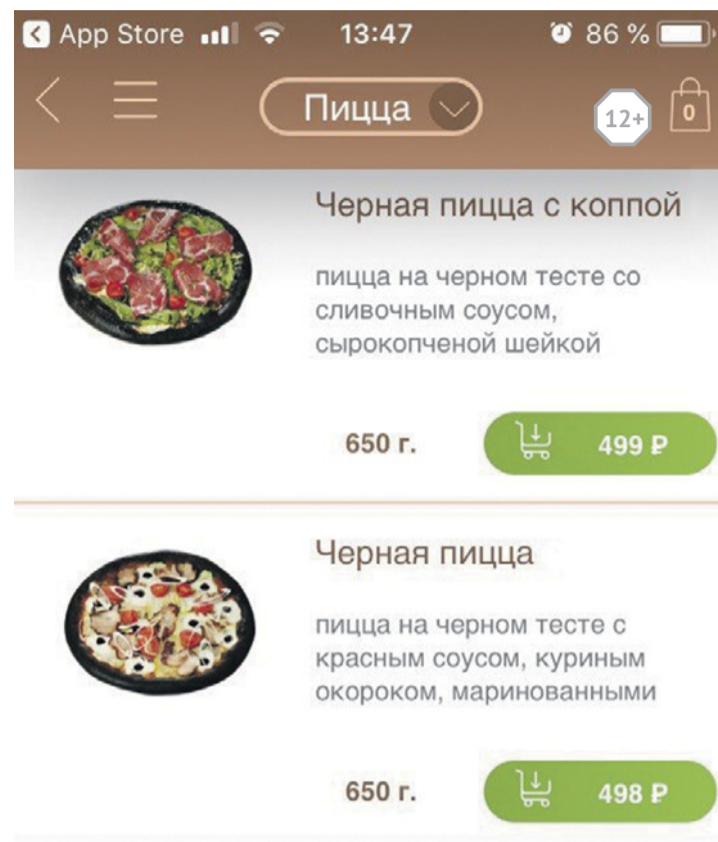 App Store 13:47 86 %
Пицца 12+ 0
Черная пицца с коппой
пицца на черном тесте со
сливочным соусом,
сырокопченой шейкой
650 г. 499 ₽
Черная пицца
пицца на черном тесте с
красным соусом, куриным
окороком, маринованными
650 г. 498 ₽